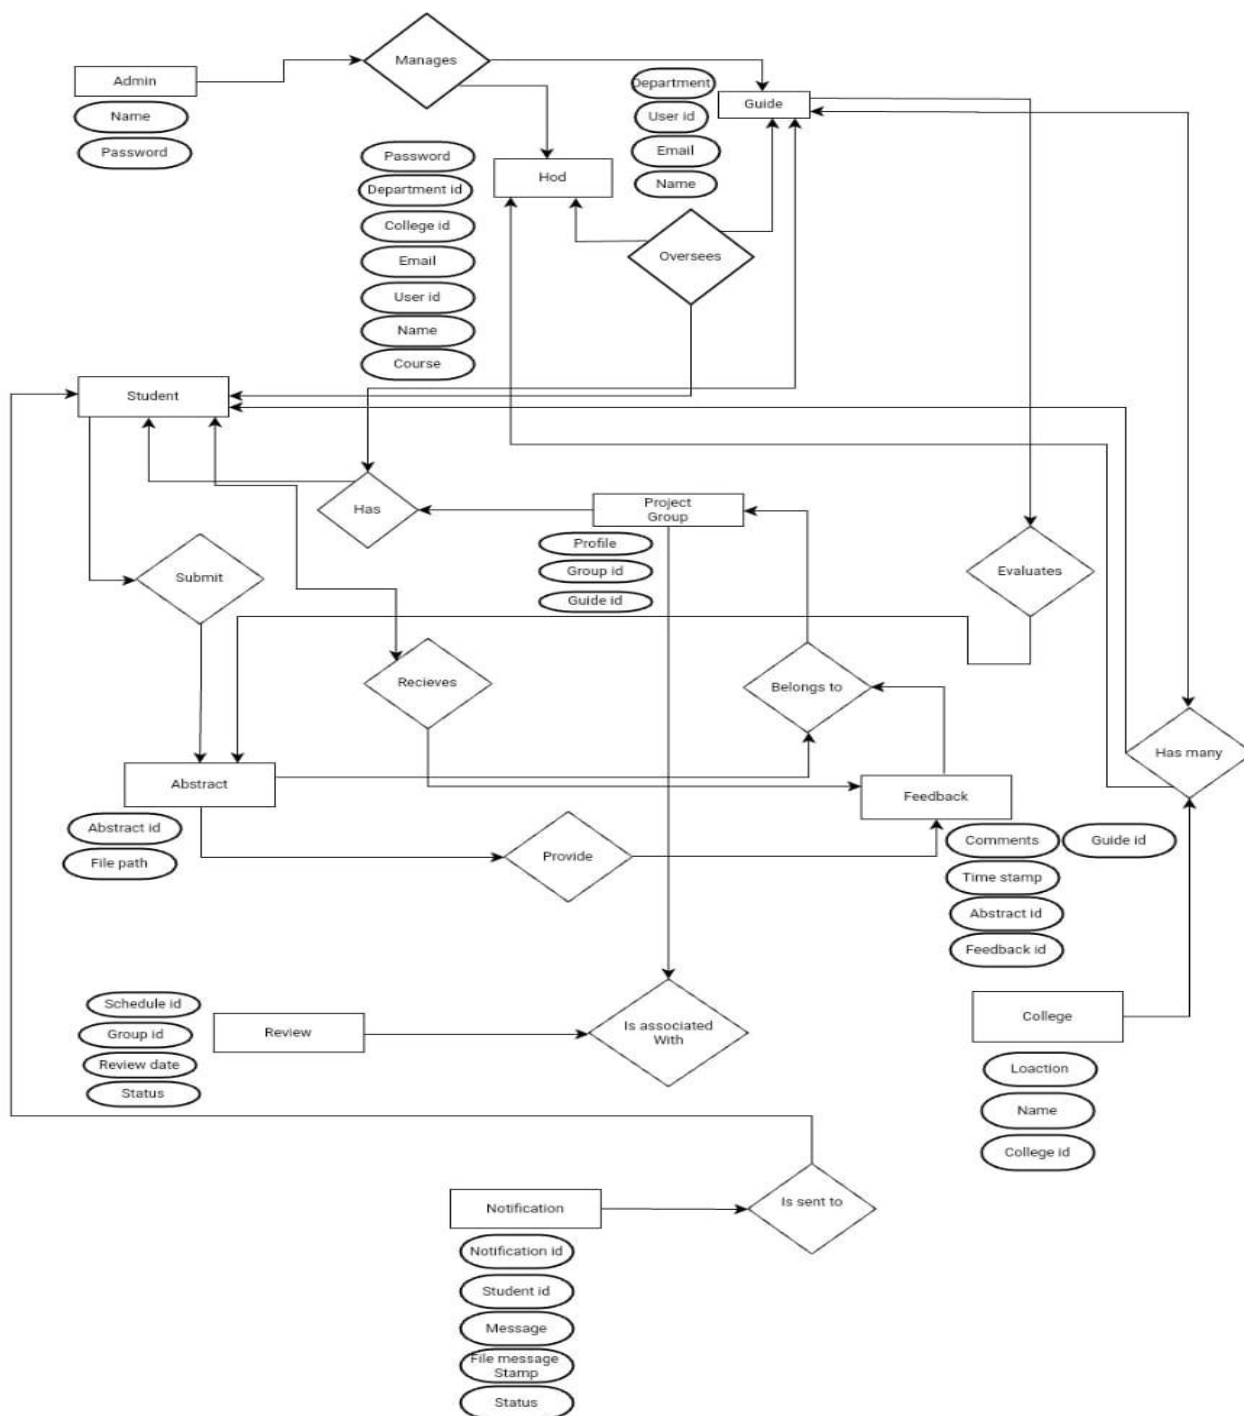 Manages
Admin
Name
Password
Department
Guide
User id
Email
Name
Password
Department id
College id
Email
User id
Name
Course
Hod
Oversees
Student
Has
Project
Group
Profile
Group id
Guide id
Submit
Evaluates
Recieves
Belongs to
Has many
Abstract
Abstract id
File path
Provide
Feedback
Comments
Guide id
Time stamp
Abstract id
Feedback id
Schedule id
Group id
Review date
Status
Review
Is associated
With
College
Loaction
Name
College id
Notification
Is sent to
Notification id
Student id
Message
File message
Stamp
Status